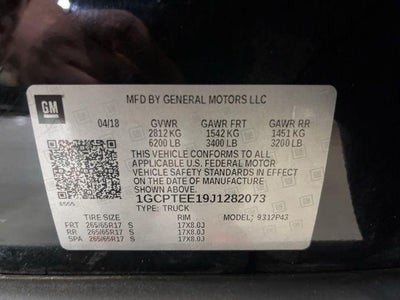 GM
MFD BY GENERAL MOTORS LLC
04/18 GVWR GAWR FRT GAWR RR
2812 KG 1542 KG 1451 KG
6200 LB 3400 LB 3200 LB
THIS VEHICLE CONFORMS TO ALL
APPLICABLE U.S. FEDERAL MOTOR
VEHICLE SAFETY STANDARDS IN EFFECT
ON THE DATE OF MANUFACTURE SHOWN ABOVE.
1GCPTEE19J1282073
TYPE: TRUCK MODEL: 9312P43
TIRE SIZE RIM
FRT 265/65R17 S 17X8.0J
RR 265/65R17 S 17X8.0J
SPA 265/65R17 S 17X8.0J